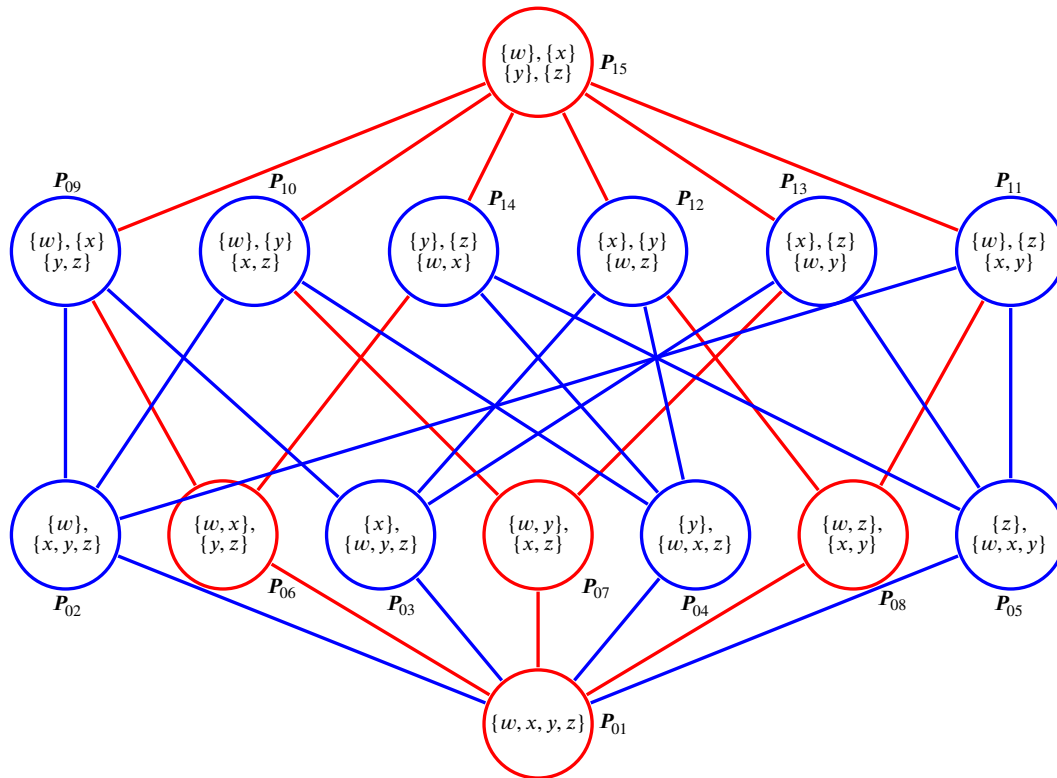 {w}, {x}
{y}, {z}
P15
P09
P10
P14
P12
P13
P11
{w}, {x}
{y, z}
{w}, {y}
{x, z}
{y}, {z}
{w, x}
{x}, {y}
{w, z}
{x}, {z}
{w, y}
{w}, {z}
{x, y}
{w},
{x, y, z}
{w, x},
{y, z}
{x},
{w, y, z}
{w, y},
{x, z}
{y},
{w, x, z}
{w, z},
{x, y}
{z},
{w, x, y}
P02
P06
P03
P07
P04
P08
P05
{w, x, y, z}
P01